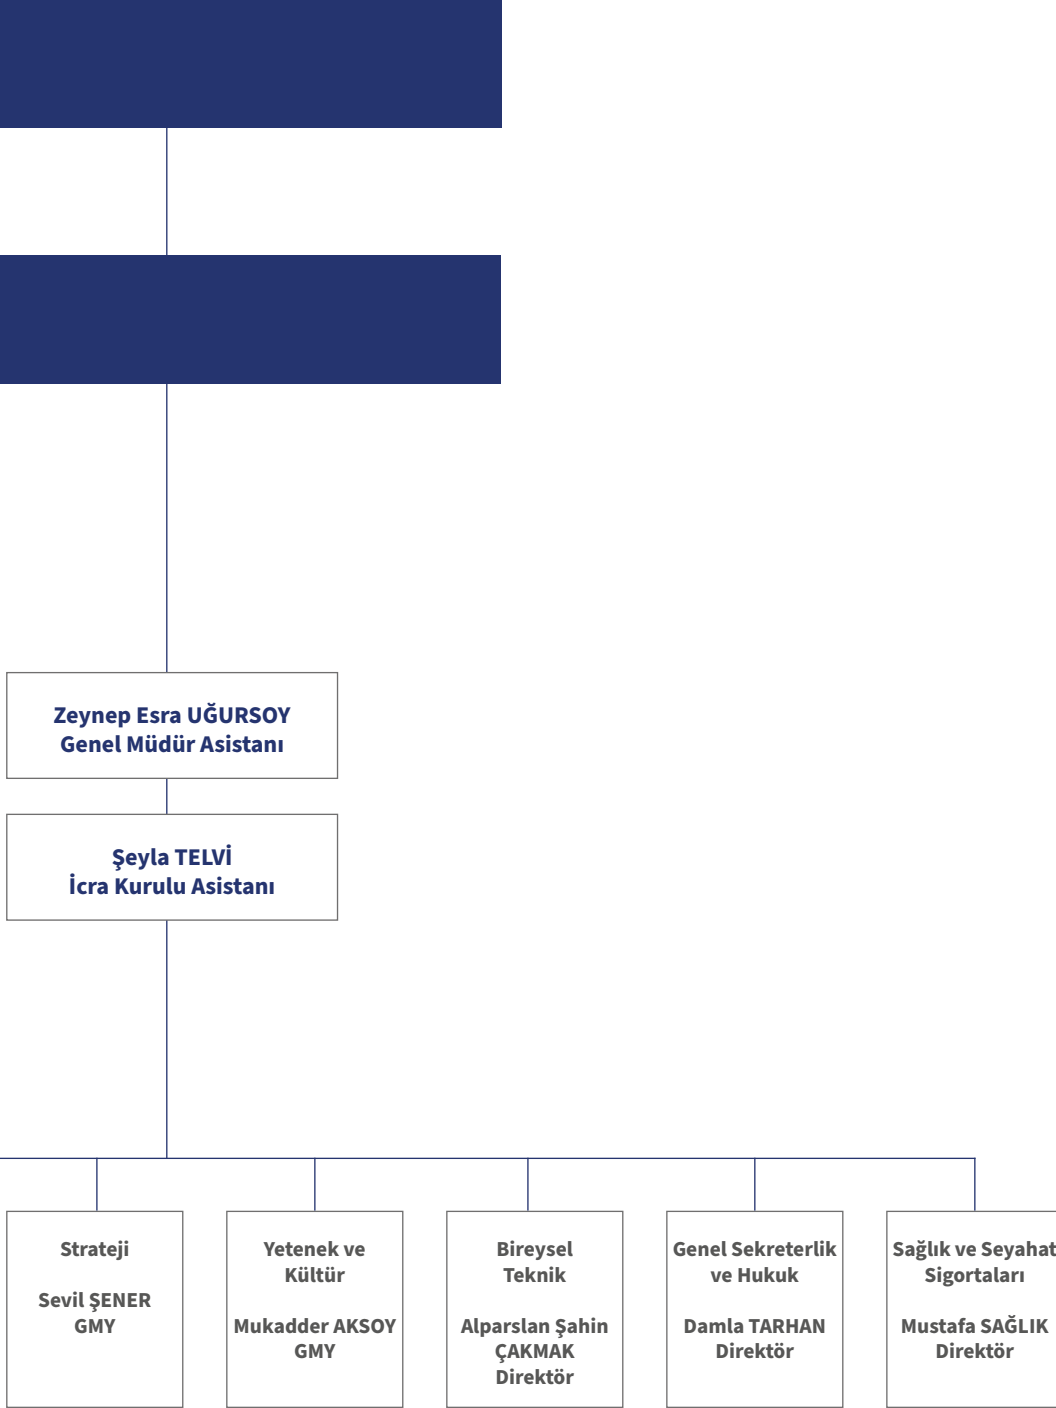 Zeynep Esra UĞURSOY
Genel Müdür Asistanı
Şeyla TELVİ
İcra Kurulu Asistanı
Strateji
Sevil ŞENER
GMY
Yetenek ve
Kültür
Mukadder AKSOY
GMY
Bireysel
Teknik
Alparslan Şahin
ÇAKMAK
Direktör
Genel Sekreterlik
ve Hukuk
Damla TARHAN
Direktör
Sağlık ve Seyahat
Sigortaları
Mustafa SAĞLIK
Direktör